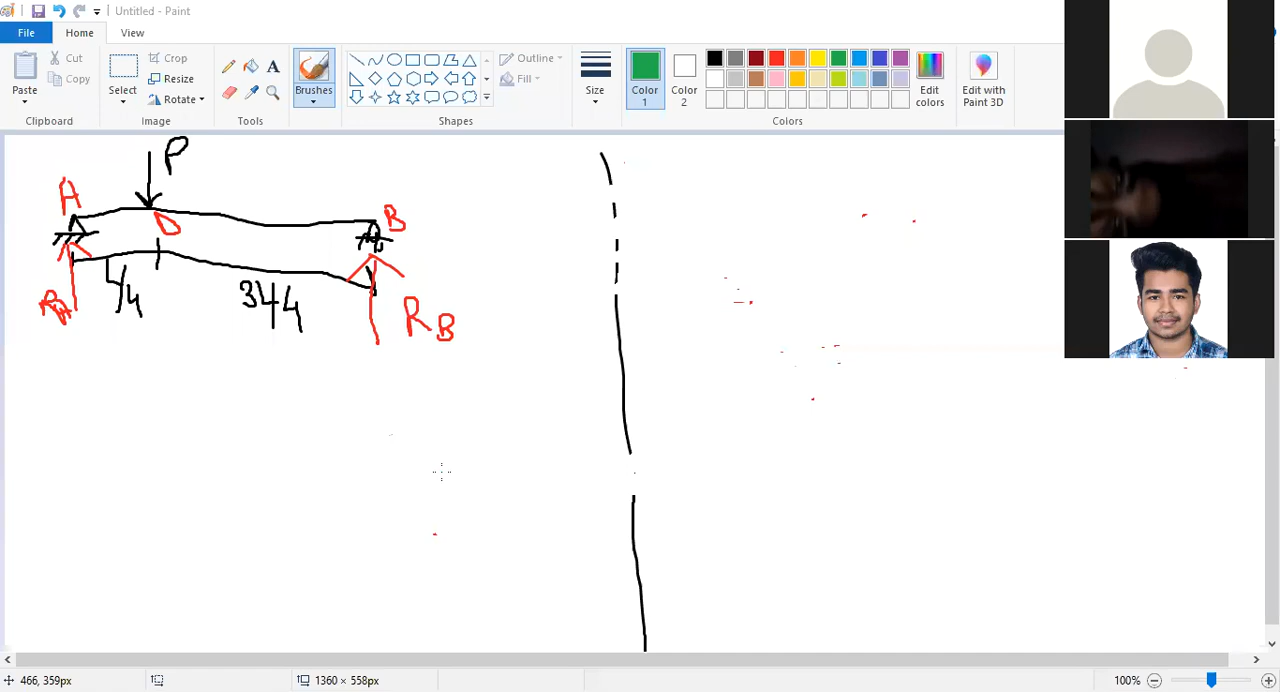 Untitled - Paint
File Home View
Paste
Cut
Copy
Clipboard
Select
Crop
Resize
Rotate
Image
Tools
Brushes
Shapes
Outline
Fill
Size
Color 1
Color 2
Colors
Edit colors
Edit with Paint 3D
P
A
D
B
RA
L/4
3L/4
RB
466, 359px
1360 × 558px
100%